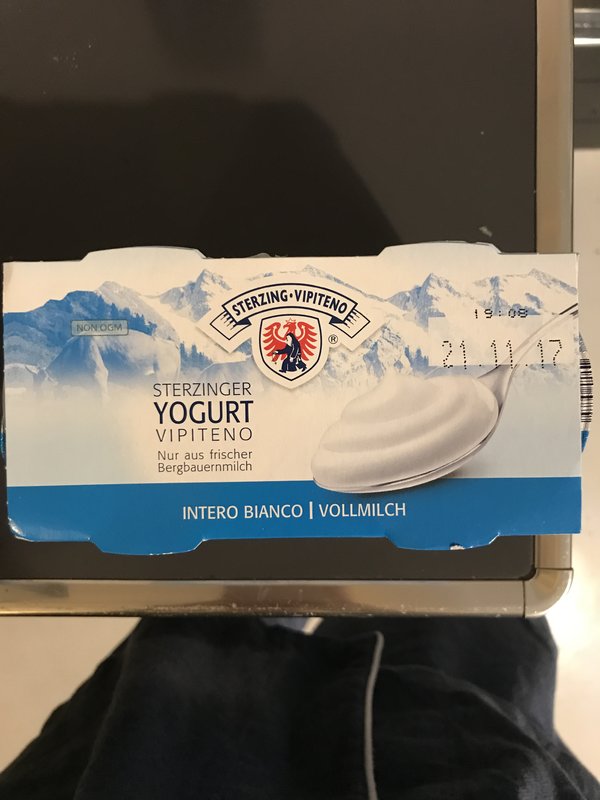 STERZING • VIPITENO
®
19:08
21.11.17
NON OGM
STERZINGER
YOGURT
VIPITENO
Nur aus frischer
Bergbauernmilch
INTERO BIANCO | VOLLMILCH